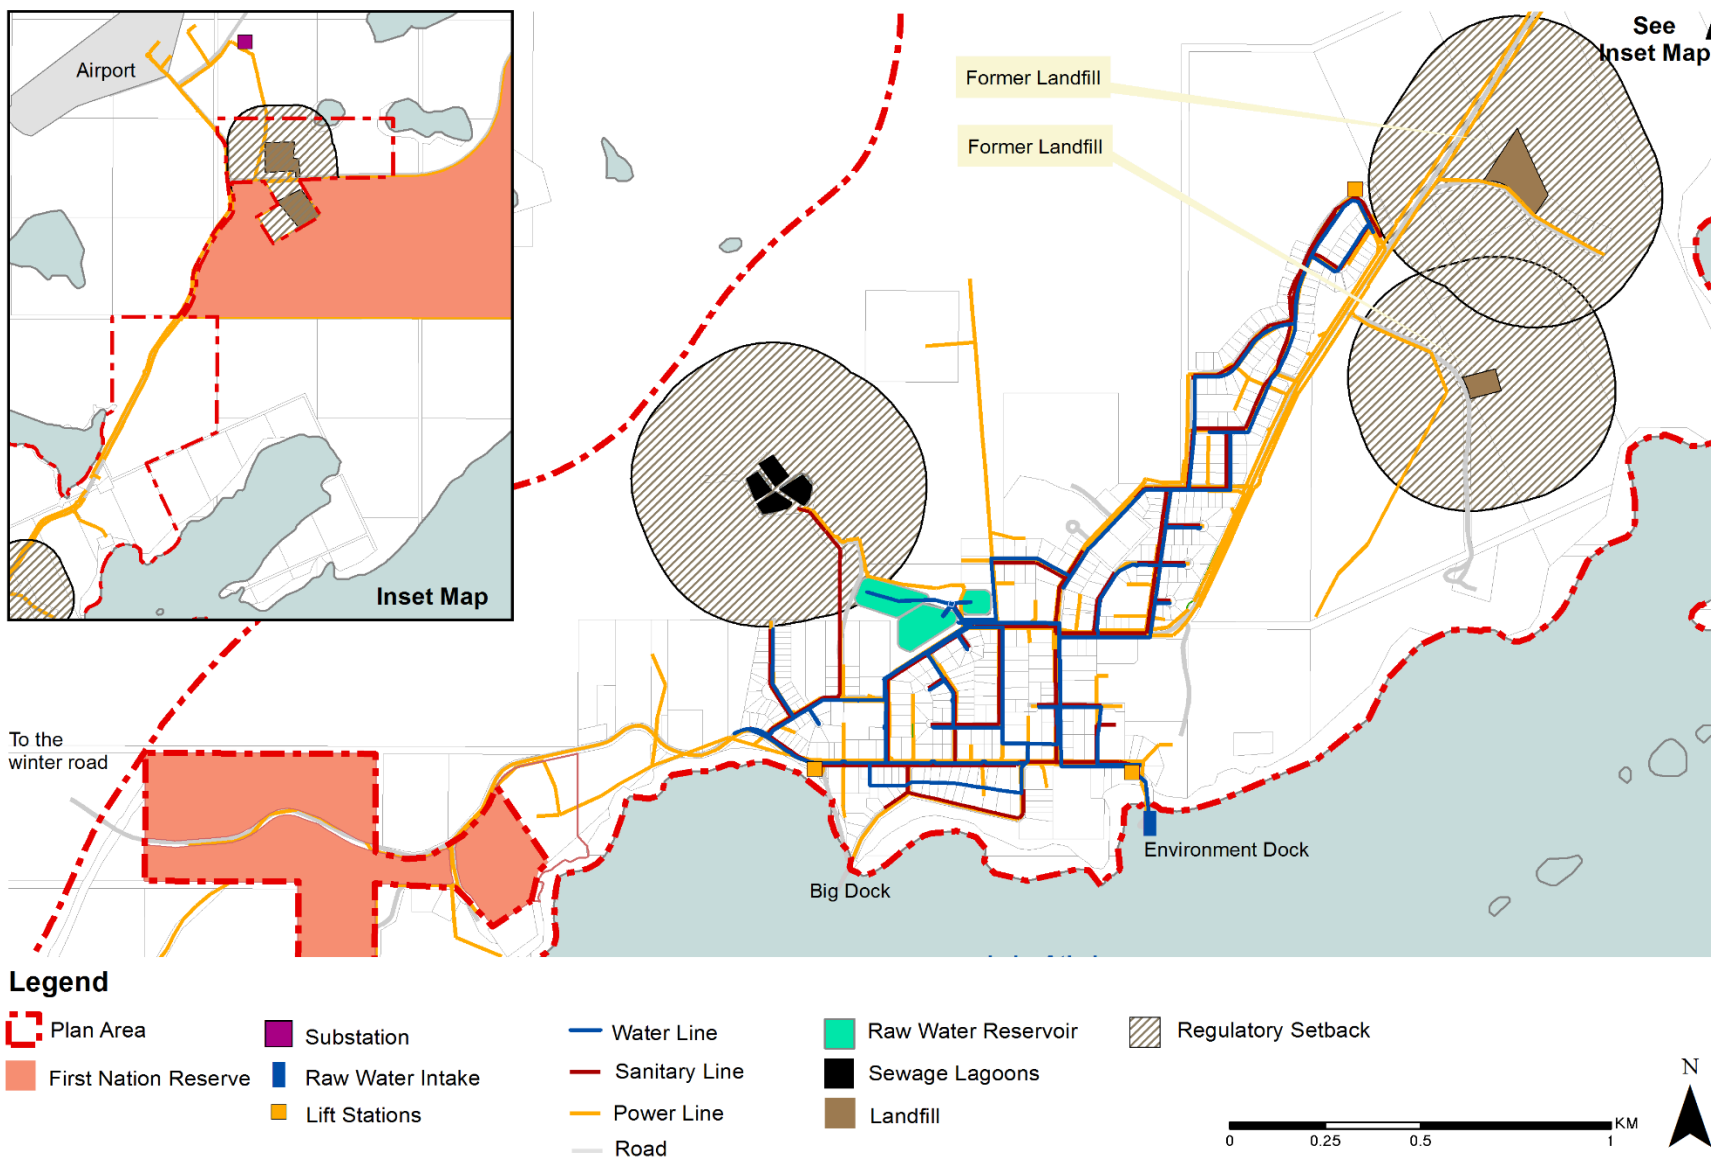 Airport
Inset Map
See
Inset Map
Former Landfill
Former Landfill
To the
winter road
Big Dock
Environment Dock
Legend
Plan Area
First Nation Reserve
Substation
Raw Water Intake
Lift Stations
Water Line
Sanitary Line
Power Line
Road
Raw Water Reservoir
Sewage Lagoons
Landfill
Regulatory Setback
N
KM
0 0.25 0.5 1